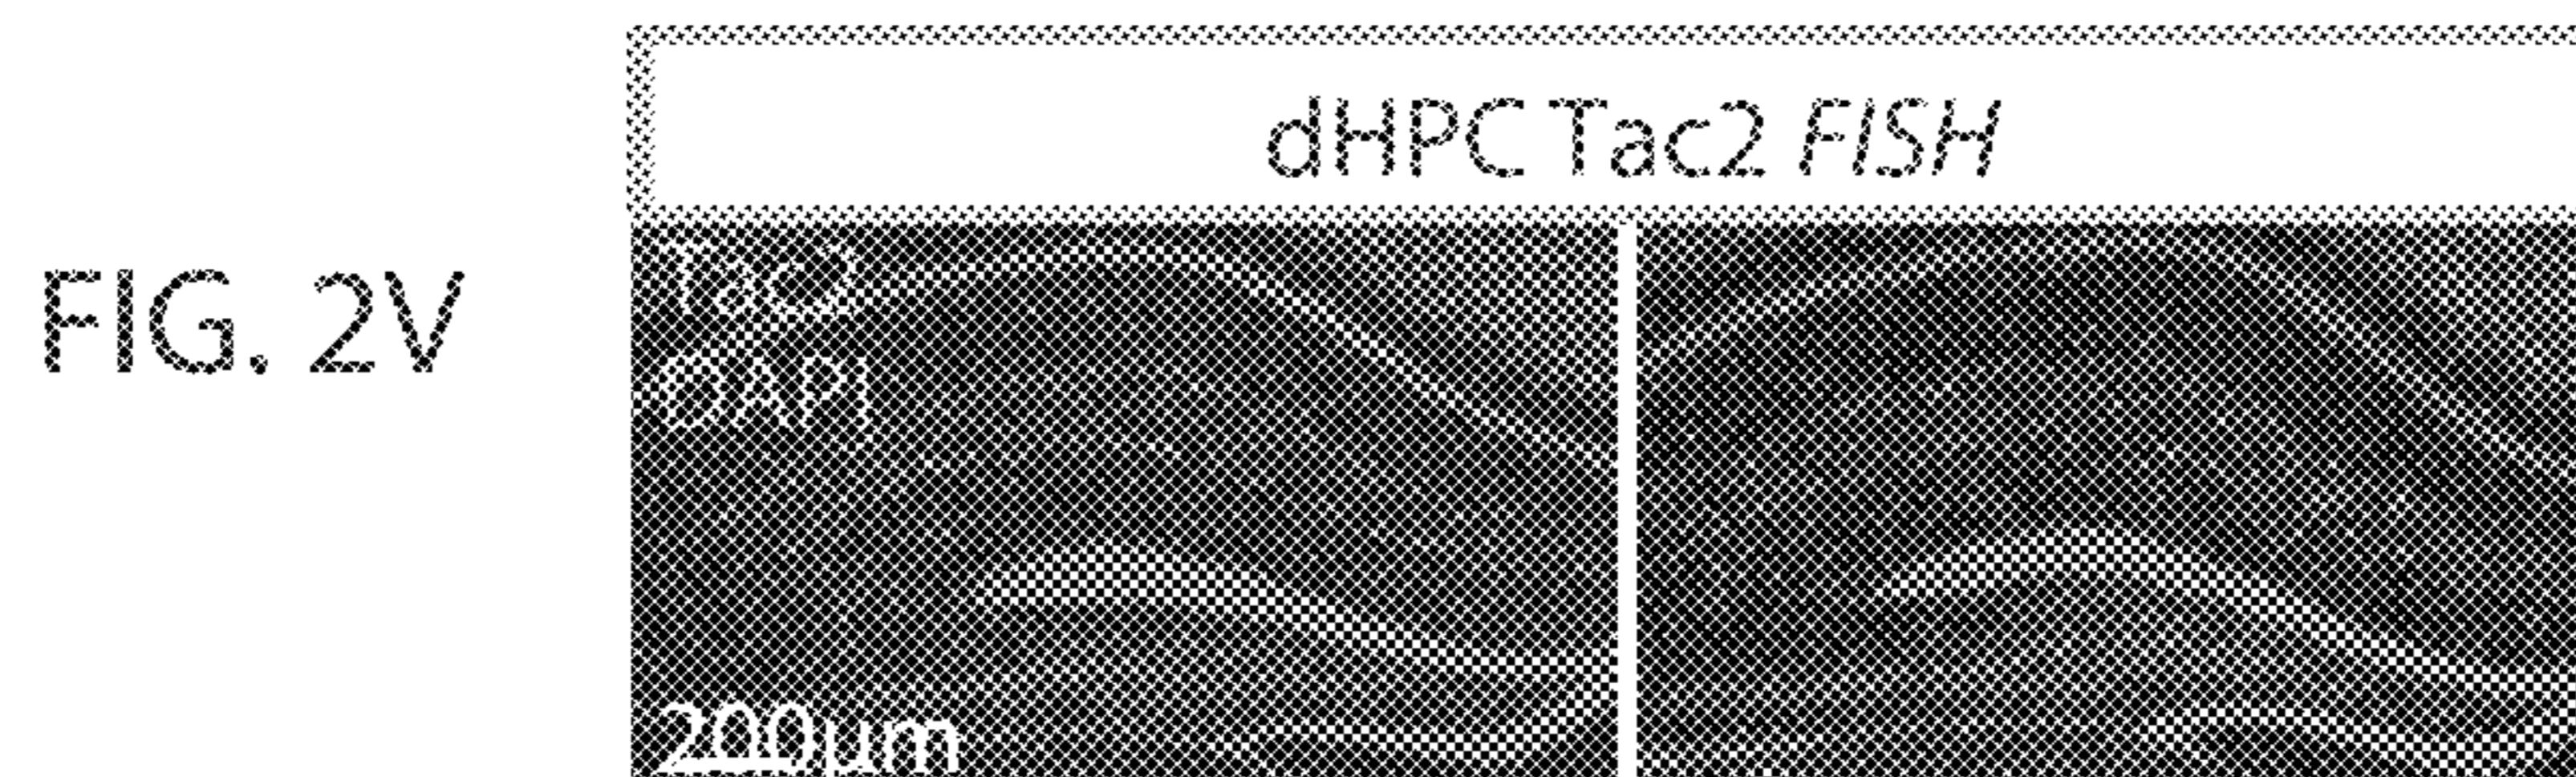 FIG. 2V
dHPC Tac2 FISH
Tac2
DAPI
200μm